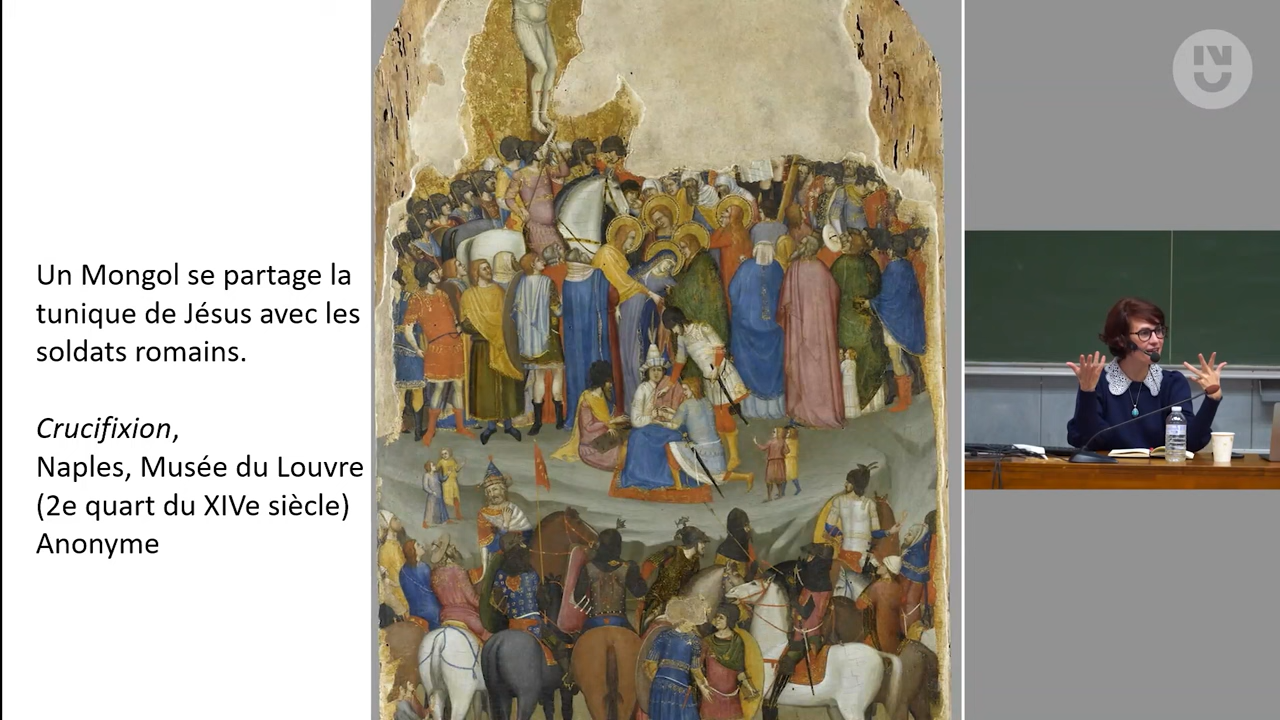 Un Mongol se partage la
tunique de Jésus avec les
soldats romains.
Crucifixion,
Naples, Musée du Louvre
(2e quart du XIVe siècle)
Anonyme